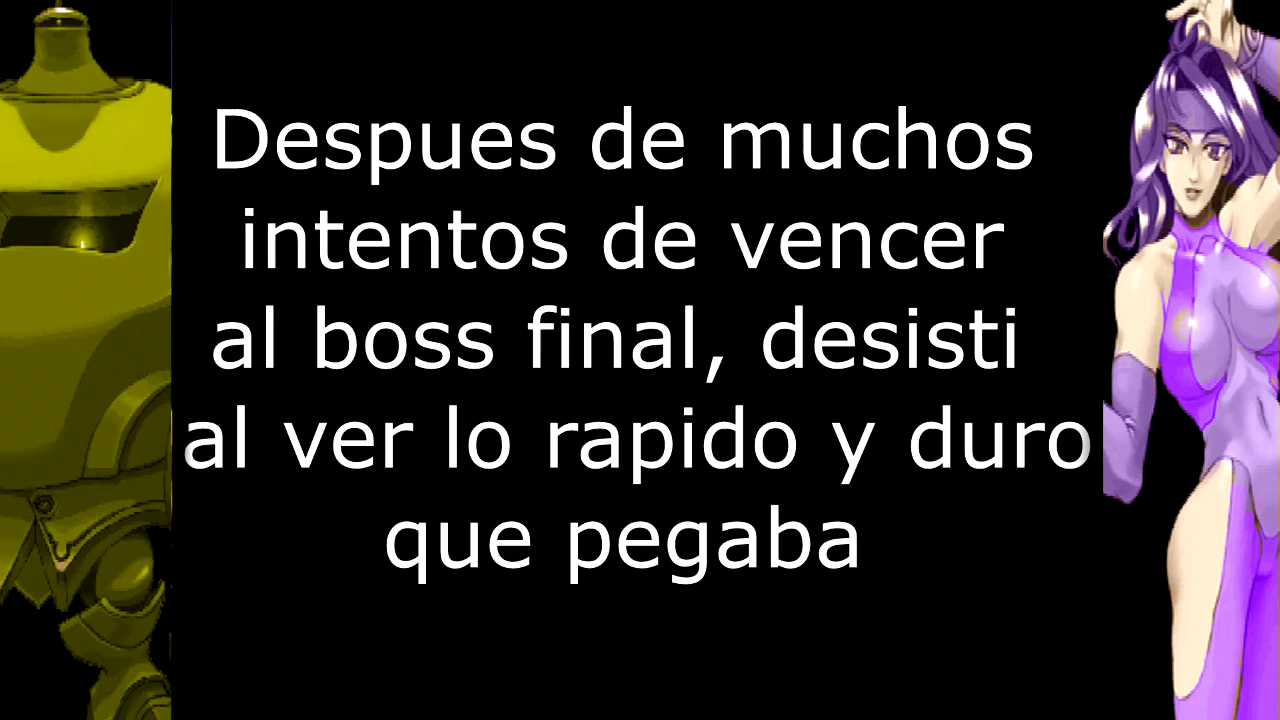 Despues de muchos
intentos de vencer
al boss final, desisti
al ver lo rapido y duro
que pegaba